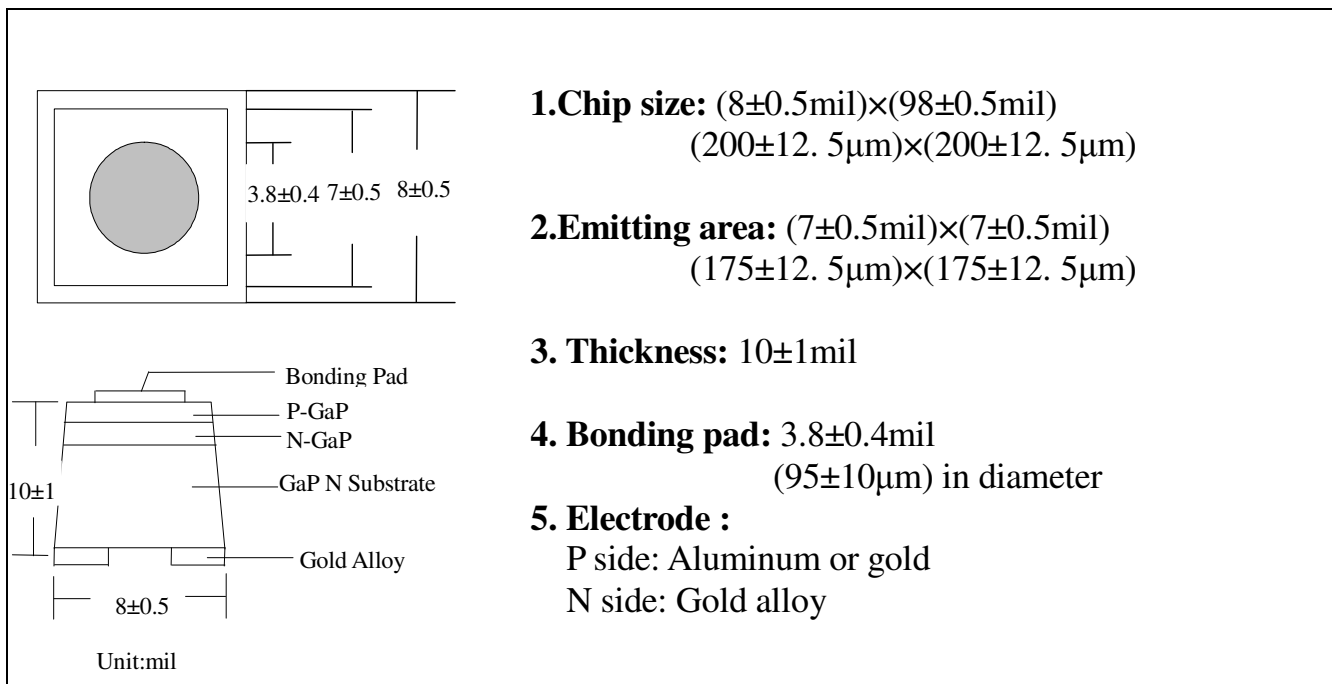 3.8±0.4 7±0.5 8±0.5
Bonding Pad
P-GaP
N-GaP
GaP N Substrate
10±1
Gold Alloy
8±0.5
Unit:mil
1.Chip size: (8±0.5mil)×(98±0.5mil)
(200±12. 5μm)×(200±12. 5μm)
2.Emitting area: (7±0.5mil)×(7±0.5mil)
(175±12. 5μm)×(175±12. 5μm)
3. Thickness: 10±1mil
4. Bonding pad: 3.8±0.4mil
(95±10μm) in diameter
5. Electrode :
P side: Aluminum or gold
N side: Gold alloy